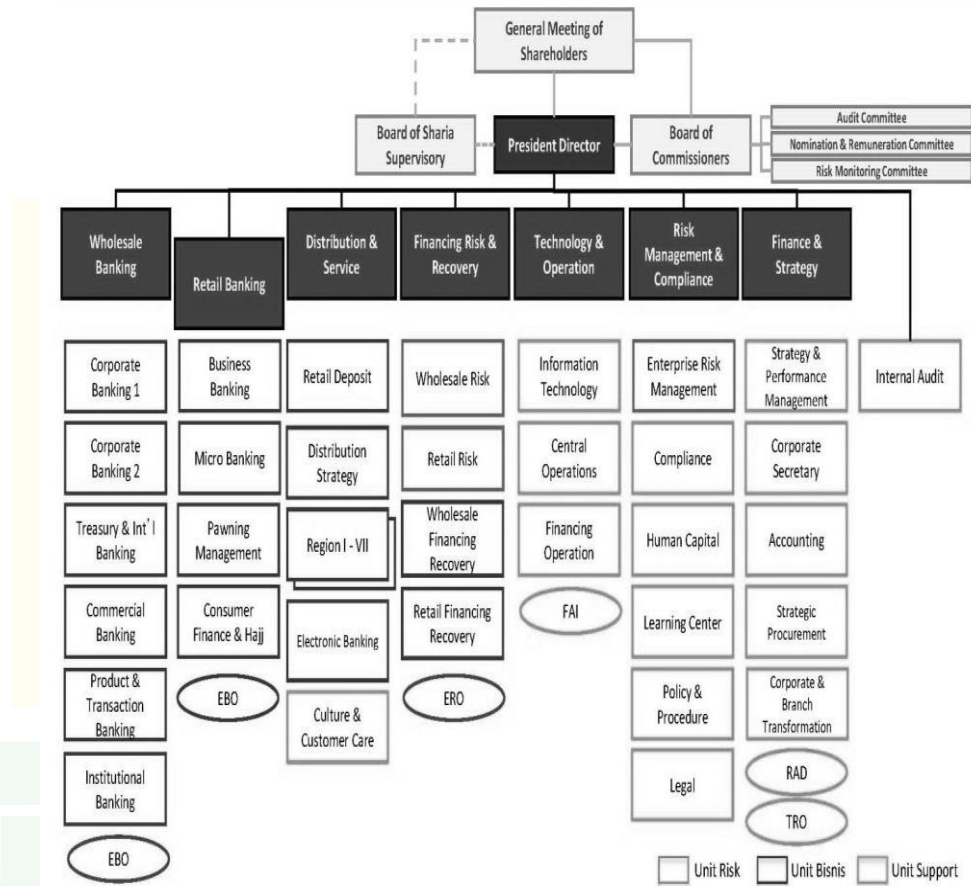 General Meeting of
Shareholders
Board of Sharia
Supervisory
President Director
Board of
Commissioners
Audit Committee
Nomination & Remuneration Committee
Risk Monitoring Committee
Wholesale
Banking
Retail Banking
Distribution &
Service
Financing Risk &
Recovery
Technology &
Operation
Risk
Management &
Compliance
Finance &
Strategy
Corporate
Banking 1
Corporate
Banking 2
Treasury & Int' l
Banking
Commercial
Banking
Product &
Transaction
Banking
Institutional
Banking
EBO
Business
Banking
Micro Banking
Pawning
Management
Consumer
Finance & Hajj
EBO
Retail Deposit
Distribution
Strategy
Region I - VII
Electronic Banking
Culture &
Customer Care
Wholesale Risk
Retail Risk
Wholesale
Financing
Recovery
Retail Financing
Recovery
ERO
Information
Technology
Central
Operations
Financing
Operation
FAI
Enterprise Risk
Management
Compliance
Human Capital
Learning Center
Policy &
Procedure
Legal
Strategy &
Performance
Management
Corporate
Secretary
Accounting
Strategic
Procurement
Corporate &
Branch
Transformation
RAD
TRO
Internal Audit
Unit Risk
Unit Bisnis
Unit Support